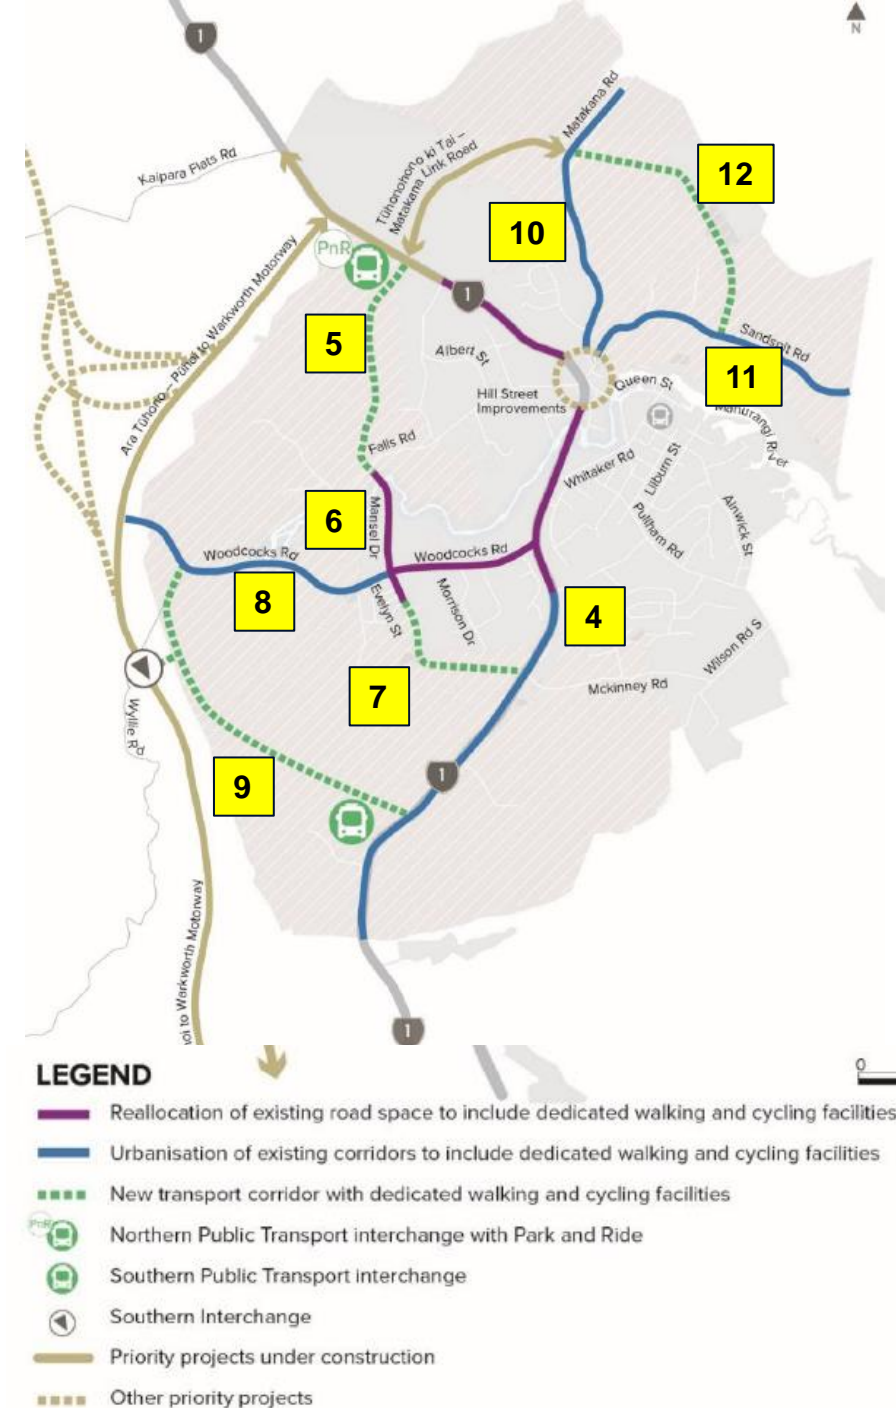 1
N
Matakana Rd
Kaipara Flats Rd
Tūhonohono ki Tai –
Matakana Link Road
12
10
PnR
1
5
Ara Tūhono – Pūhoi to Warkworth Motorway
Albert St
Sandspit Rd
11
Queen St
Hill Street
Improvements
Mahurangi River
Falls Rd
Whitaker Rd
Lilburn St
Pulham Rd
Alnwick St
6
Mansel Dr
Woodcocks Rd
Woodcocks Rd
8
Evelyn St
Morrison Dr
4
Wilson Rd S
7
Mckinney Rd
Wyllie Rd
9
1
oi to Warkworth Motorway
1
LEGEND
0
Reallocation of existing road space to include dedicated walking and cycling facilities
Urbanisation of existing corridors to include dedicated walking and cycling facilities
New transport corridor with dedicated walking and cycling facilities
PnR
Northern Public Transport interchange with Park and Ride
Southern Public Transport interchange
Southern Interchange
Priority projects under construction
Other priority projects